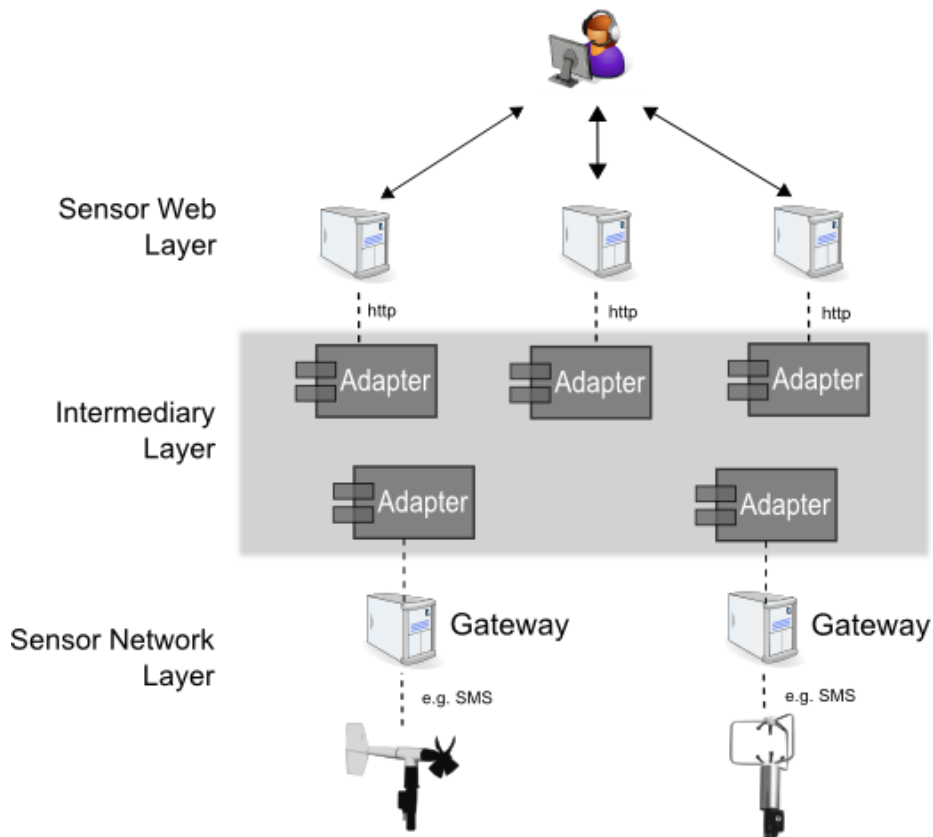 Sensor Web
Layer
http
http
http
Adapter
Adapter
Adapter
Intermediary
Layer
Adapter
Adapter
Gateway
Gateway
Sensor Network
Layer
e.g. SMS
e.g. SMS